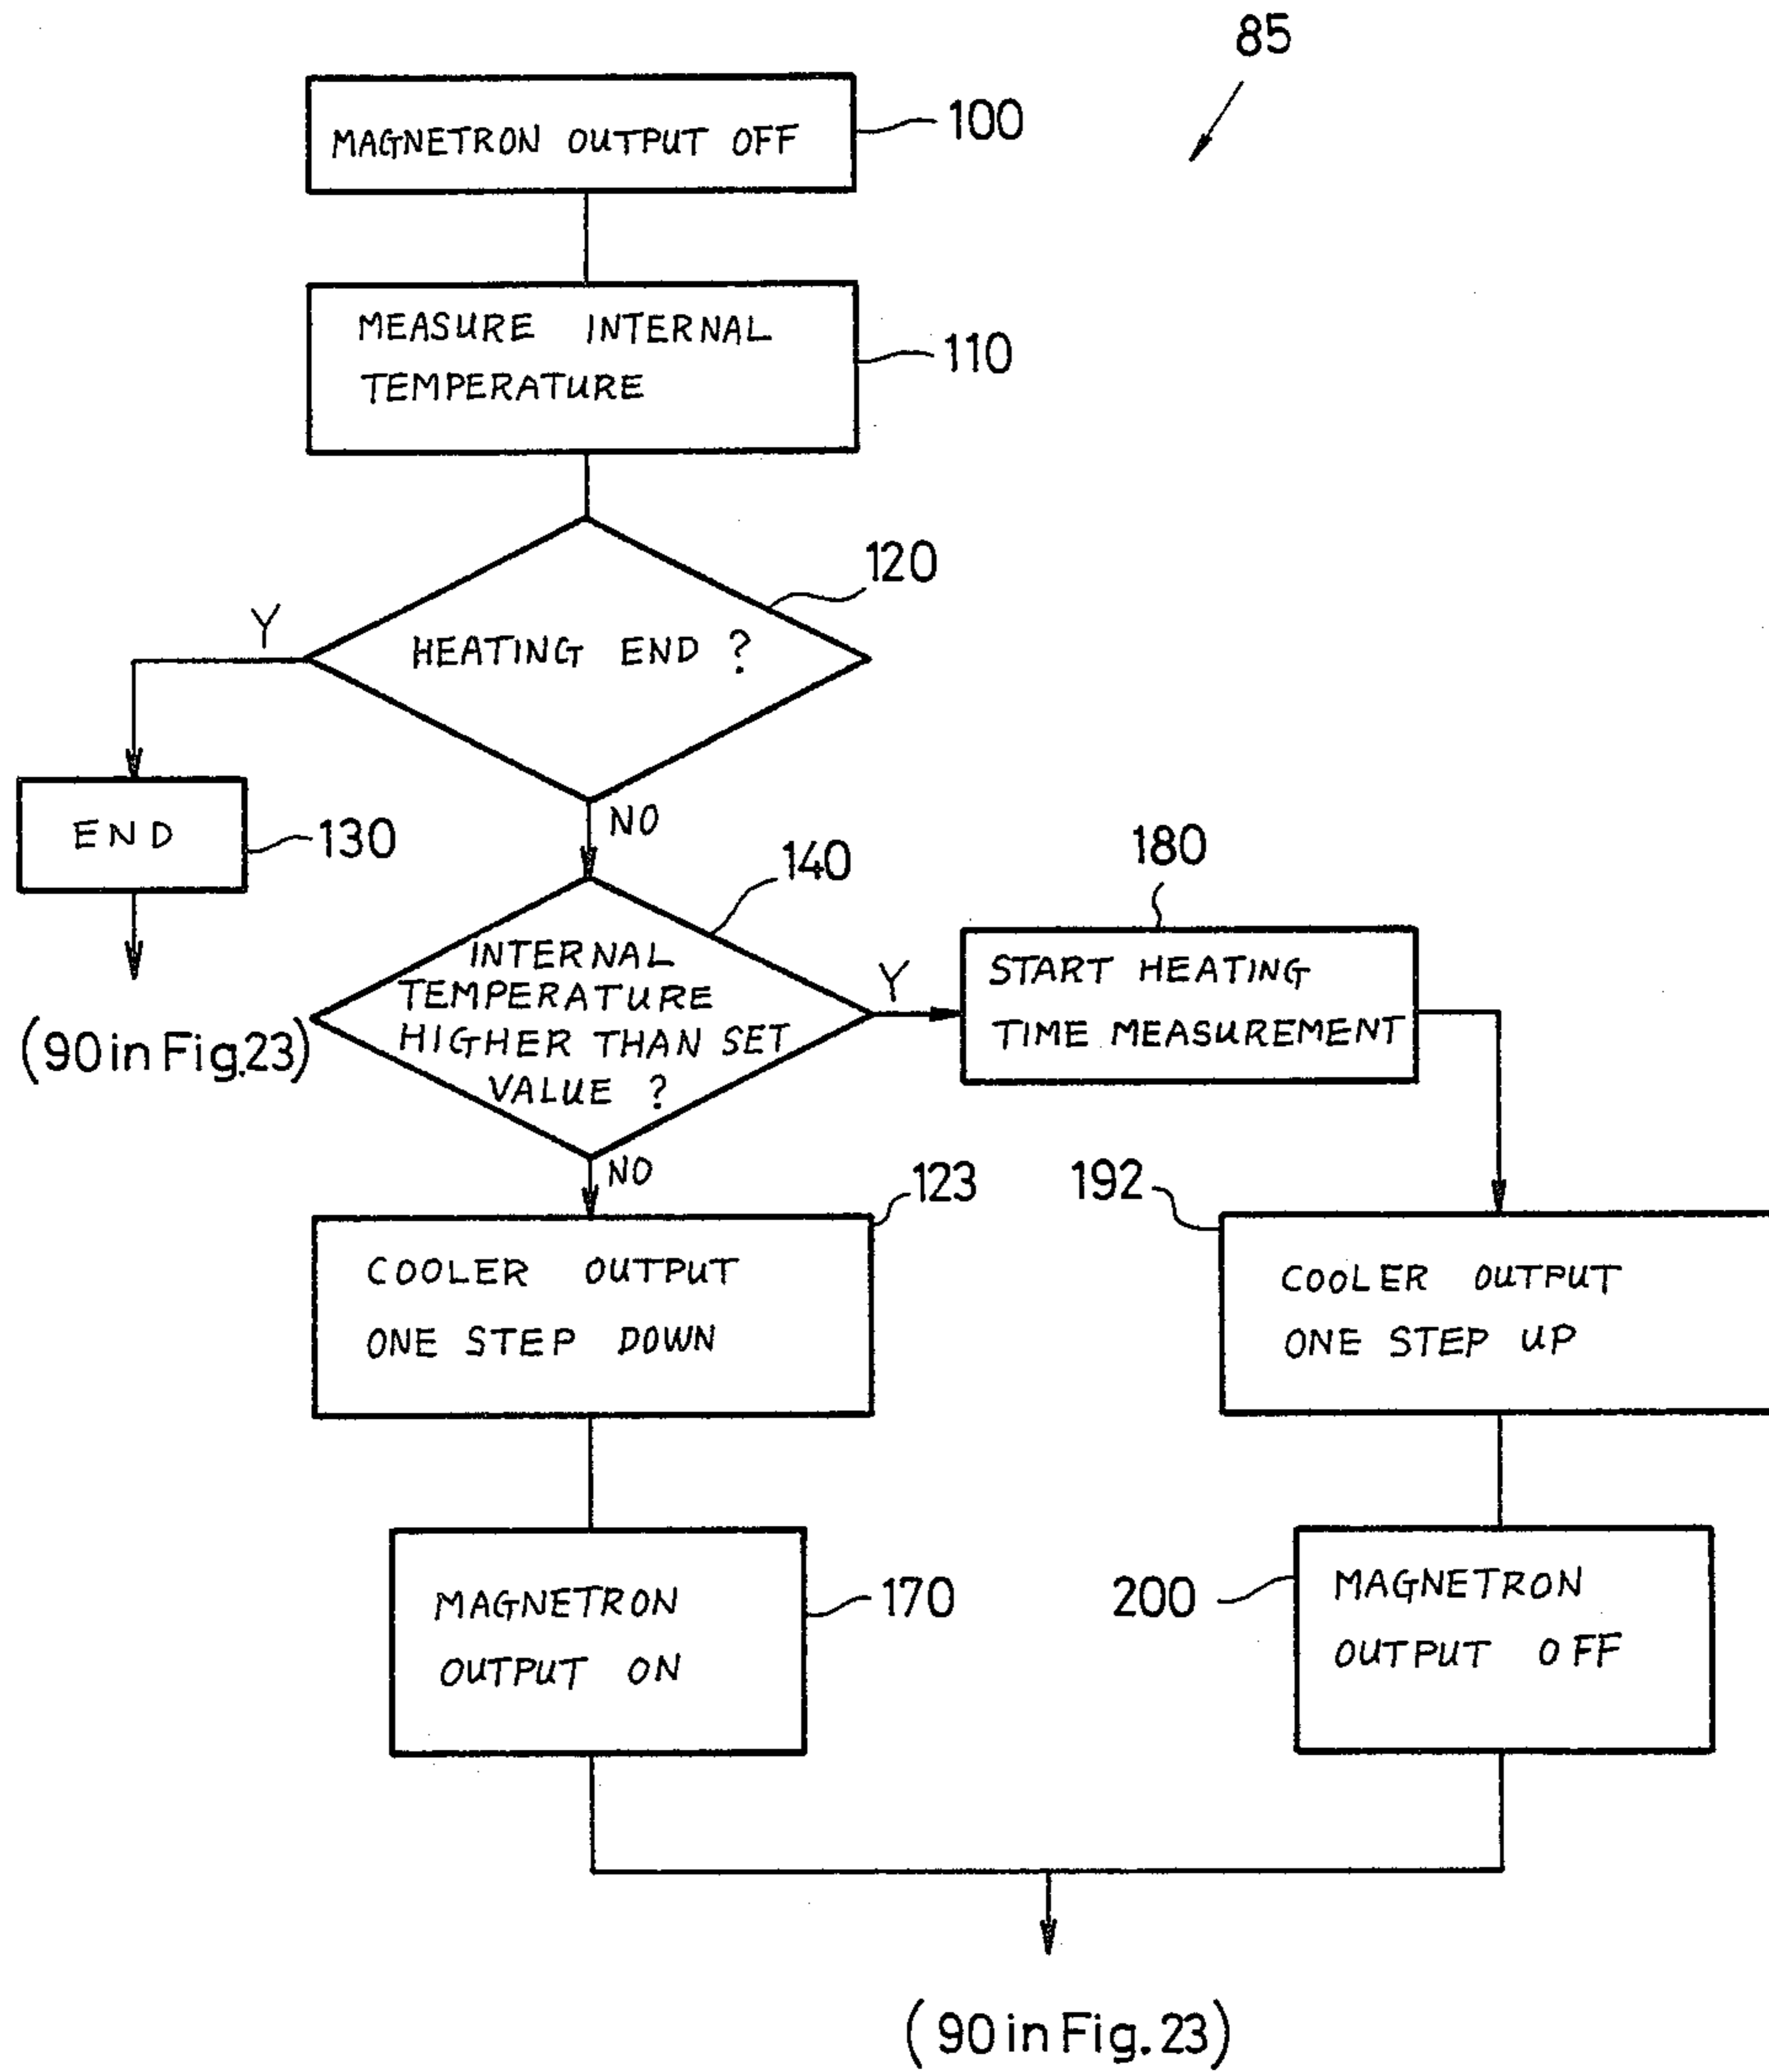 85
MAGNETRON OUTPUT OFF
100
MEASURE INTERNAL
TEMPERATURE
110
120
Y
HEATING END ?
END
130
NO
140
180
INTERNAL
TEMPERATURE
HIGHER THAN SET
VALUE ?
Y
START HEATING
TIME MEASUREMENT
(90 in Fig.23)
NO
123
192
COOLER OUTPUT
ONE STEP DOWN
COOLER OUTPUT
ONE STEP UP
MAGNETRON
OUTPUT ON
170
200
MAGNETRON
OUTPUT OFF
(90 in Fig. 23)